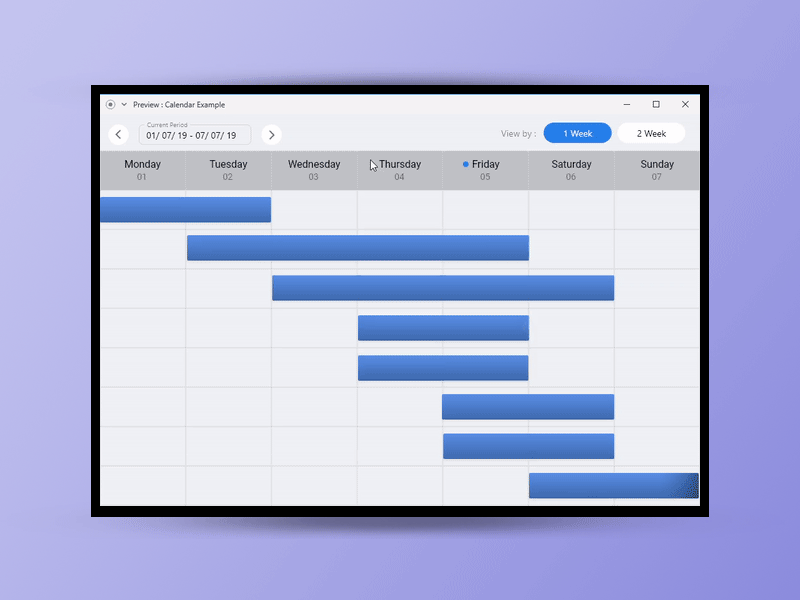 Preview : Calendar Example
Current Period
01/ 07/ 19 - 07/ 07/ 19
View by :
1 Week
2 Week
Monday Tuesday Wednesday Thursday Friday Saturday Sunday
01 02 03 04 05 06 07